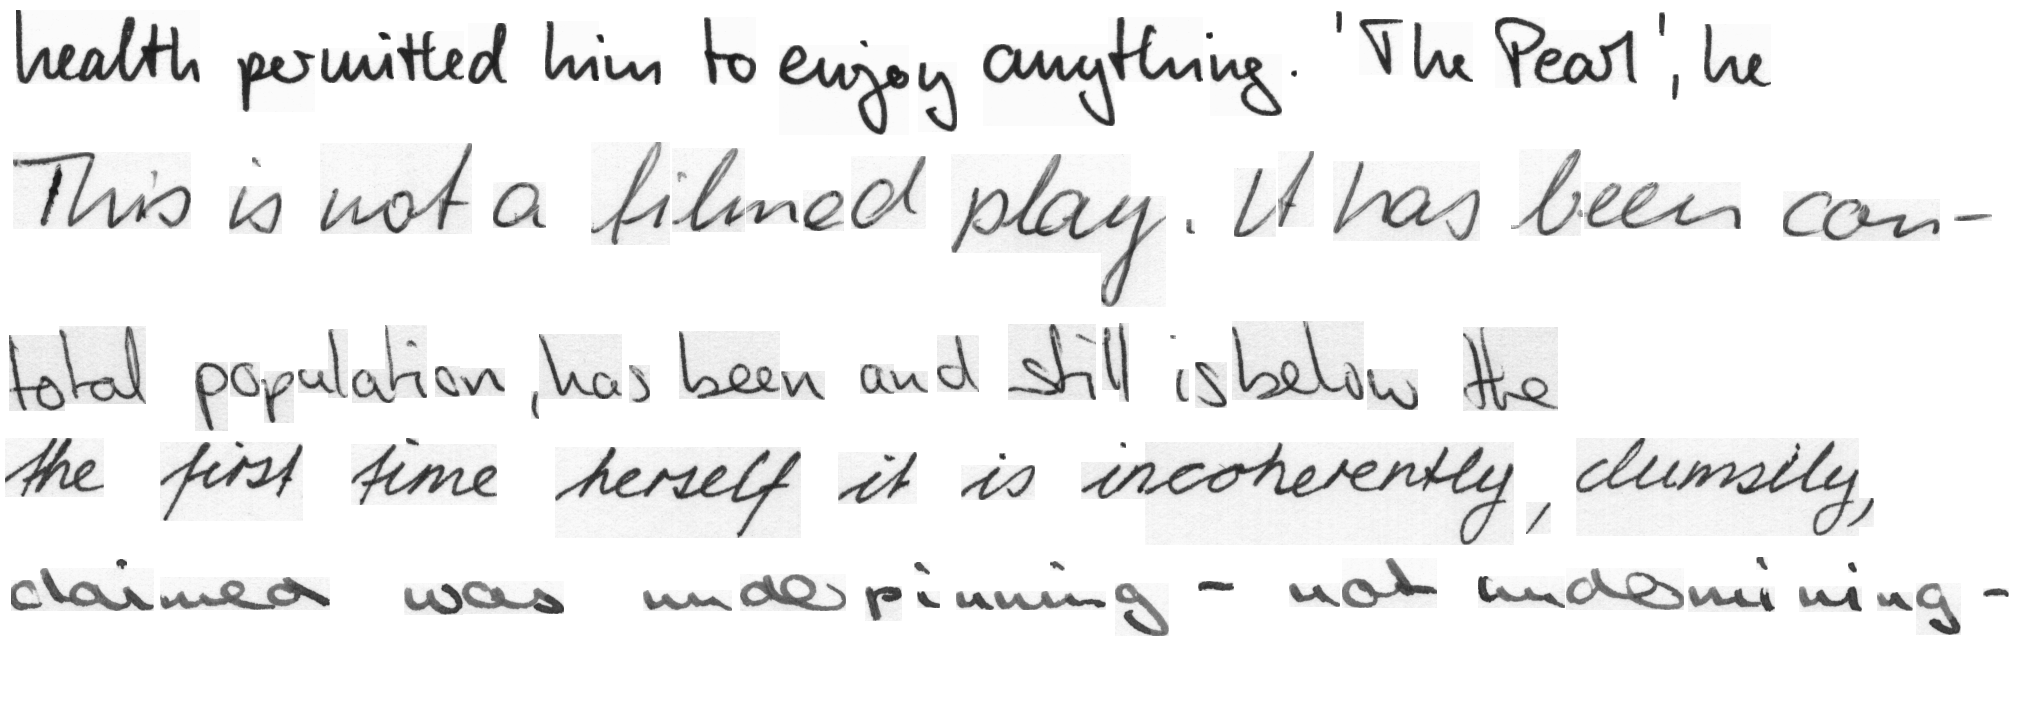 health permitted him to enjoy anything. 'The Pearl', he
This is not a filmed play. It has been con-
total population, has been and still is below the
the first time herself it is incoherently, clumsily,
claimed was underpinning - not undermining -